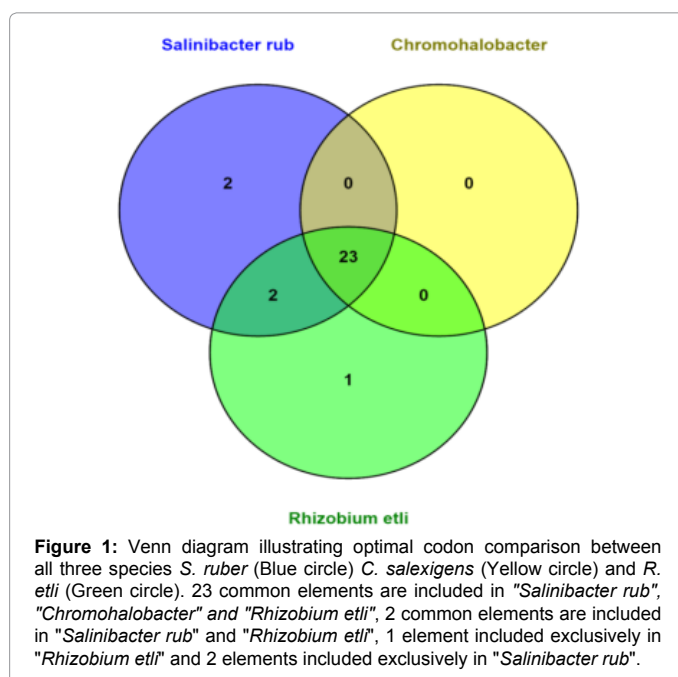 Salinibacter rub Chromohalobacter
2 0 0
23
2 0
1
Rhizobium etli
Figure 1: Venn diagram illustrating optimal codon comparison between
all three species S. ruber (Blue circle) C. salexigens (Yellow circle) and R.
etli (Green circle). 23 common elements are included in "Salinibacter rub",
"Chromohalobacter" and "Rhizobium etli", 2 common elements are included
in "Salinibacter rub" and "Rhizobium etli", 1 element included exclusively in
"Rhizobium etli" and 2 elements included exclusively in "Salinibacter rub".